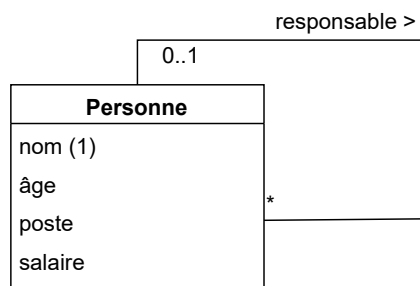 responsable >
0..1
Personne
nom (1)
âge
poste
*
salaire